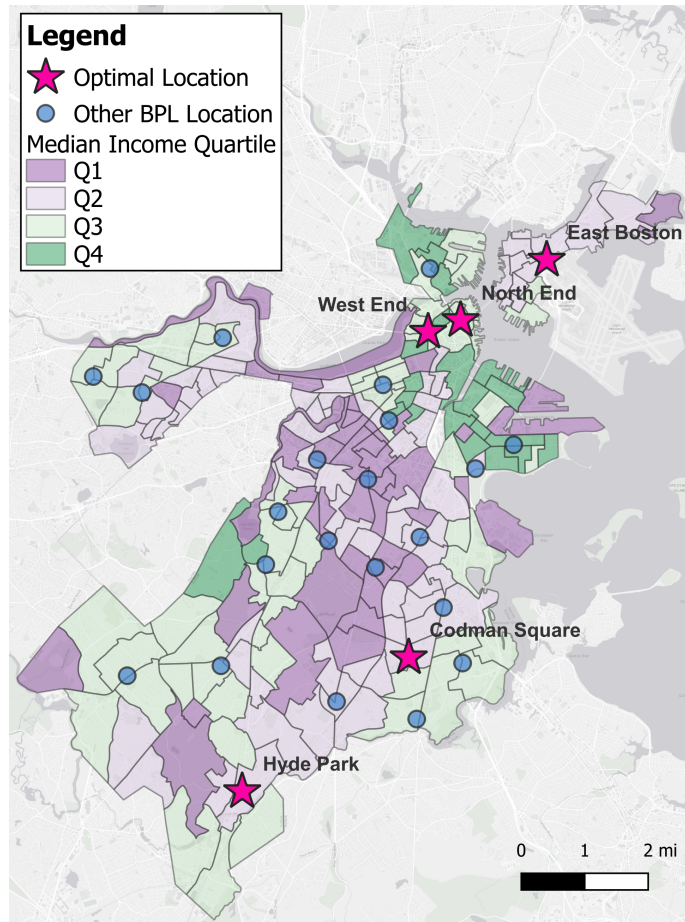 Legend
Optimal Location
Other BPL Location
Median Income Quartile
Q1
Q2
Q3
Q4
East Boston
North End
West End
Codman Square
Hyde Park
0 1 2 mi